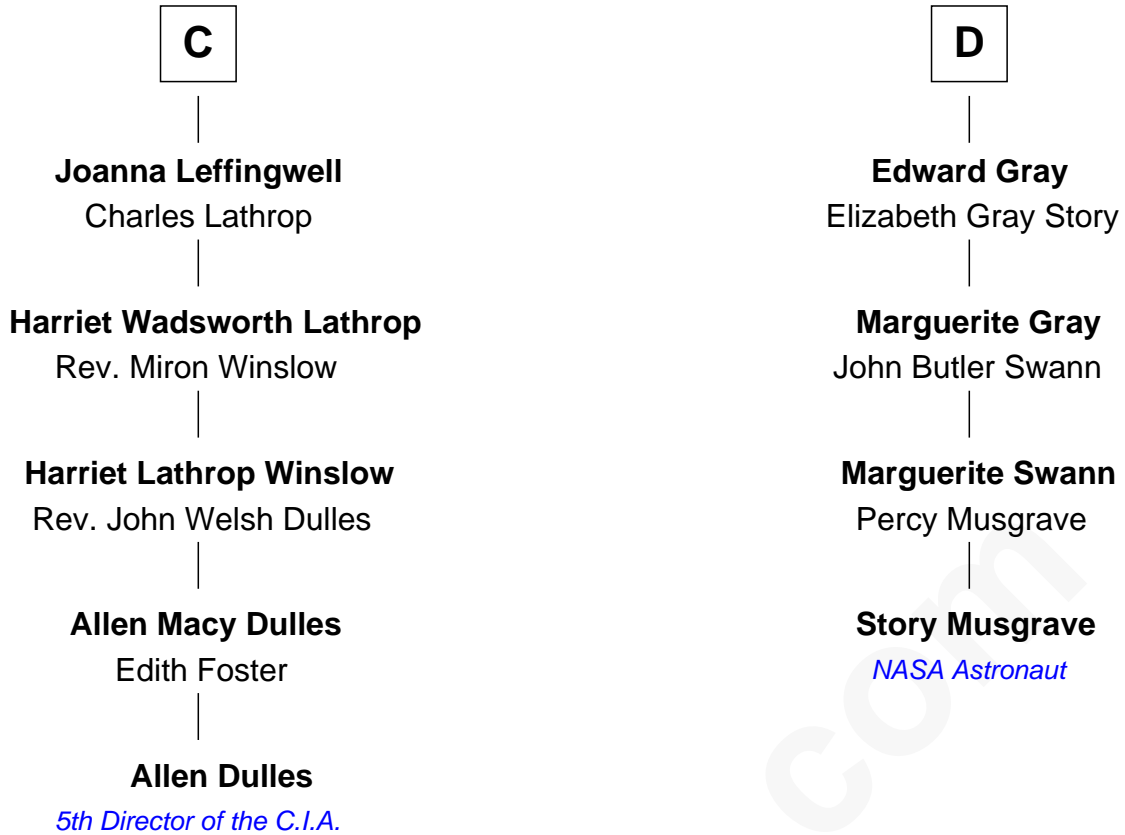 C
Joanna Leffingwell
Charles Lathrop
Harriet Wadsworth Lathrop
Rev. Miron Winslow
Harriet Lathrop Winslow
Rev. John Welsh Dulles
Allen Macy Dulles
Edith Foster
Allen Dulles
5th Director of the C.I.A.
D
Edward Gray
Elizabeth Gray Story
Marguerite Gray
John Butler Swann
Marguerite Swann
Percy Musgrave
Story Musgrave
NASA Astronaut
com